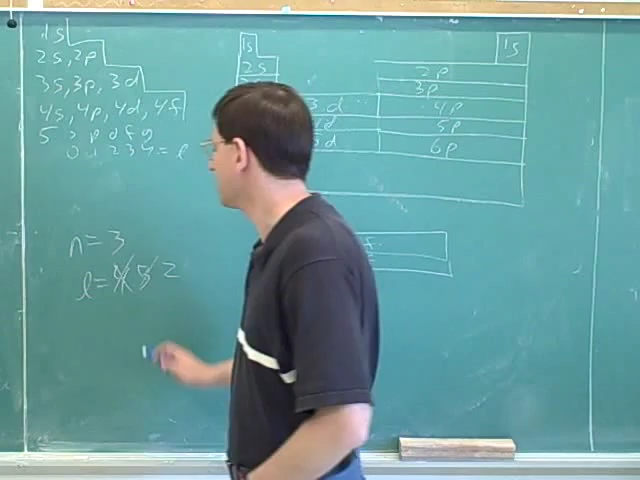 1s
2s, 2p
3s, 3p, 3d
4s, 4p, 4d, 4f
5 s p d f g
0 1 2 3 4 = l
n = 3
l = 2
1s
2s
1s
2p
3p
3d 4p
d 5p
d 6p
f